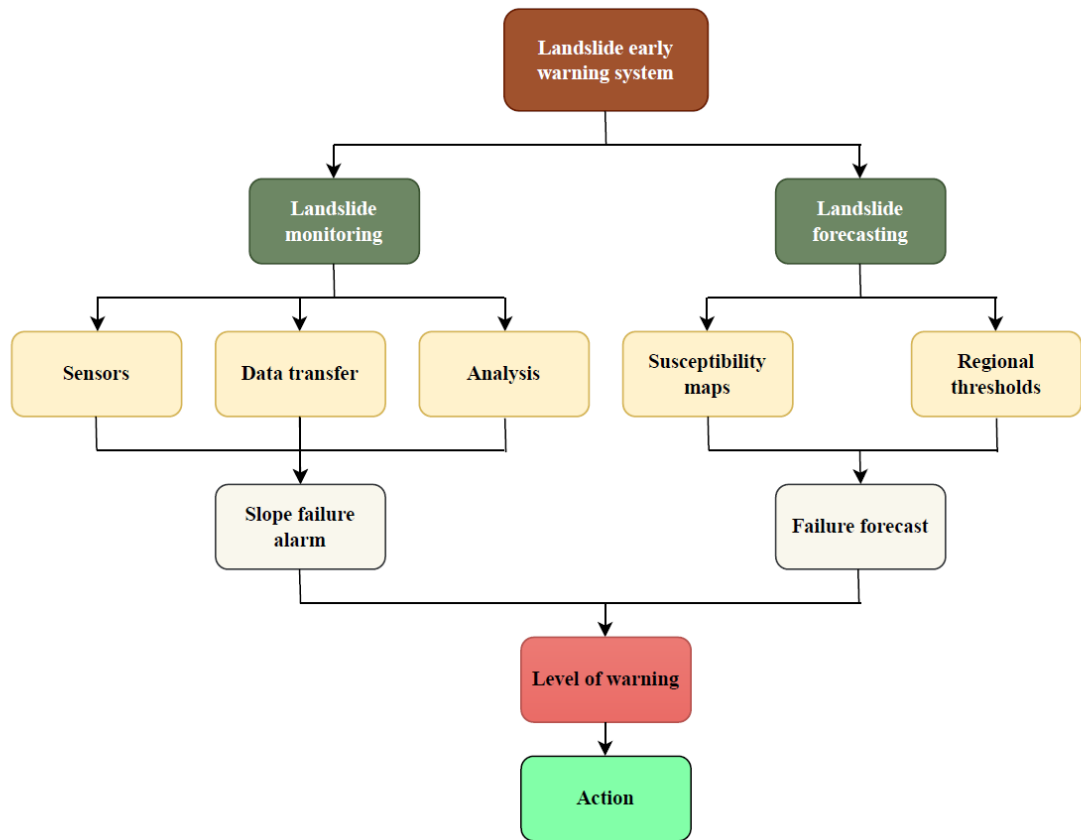 Landslide early
warning system
Landslide
monitoring
Landslide
forecasting
Sensors
Data transfer
Analysis
Susceptibility
maps
Regional
thresholds
Slope failure
alarm
Failure forecast
Level of warning
Action